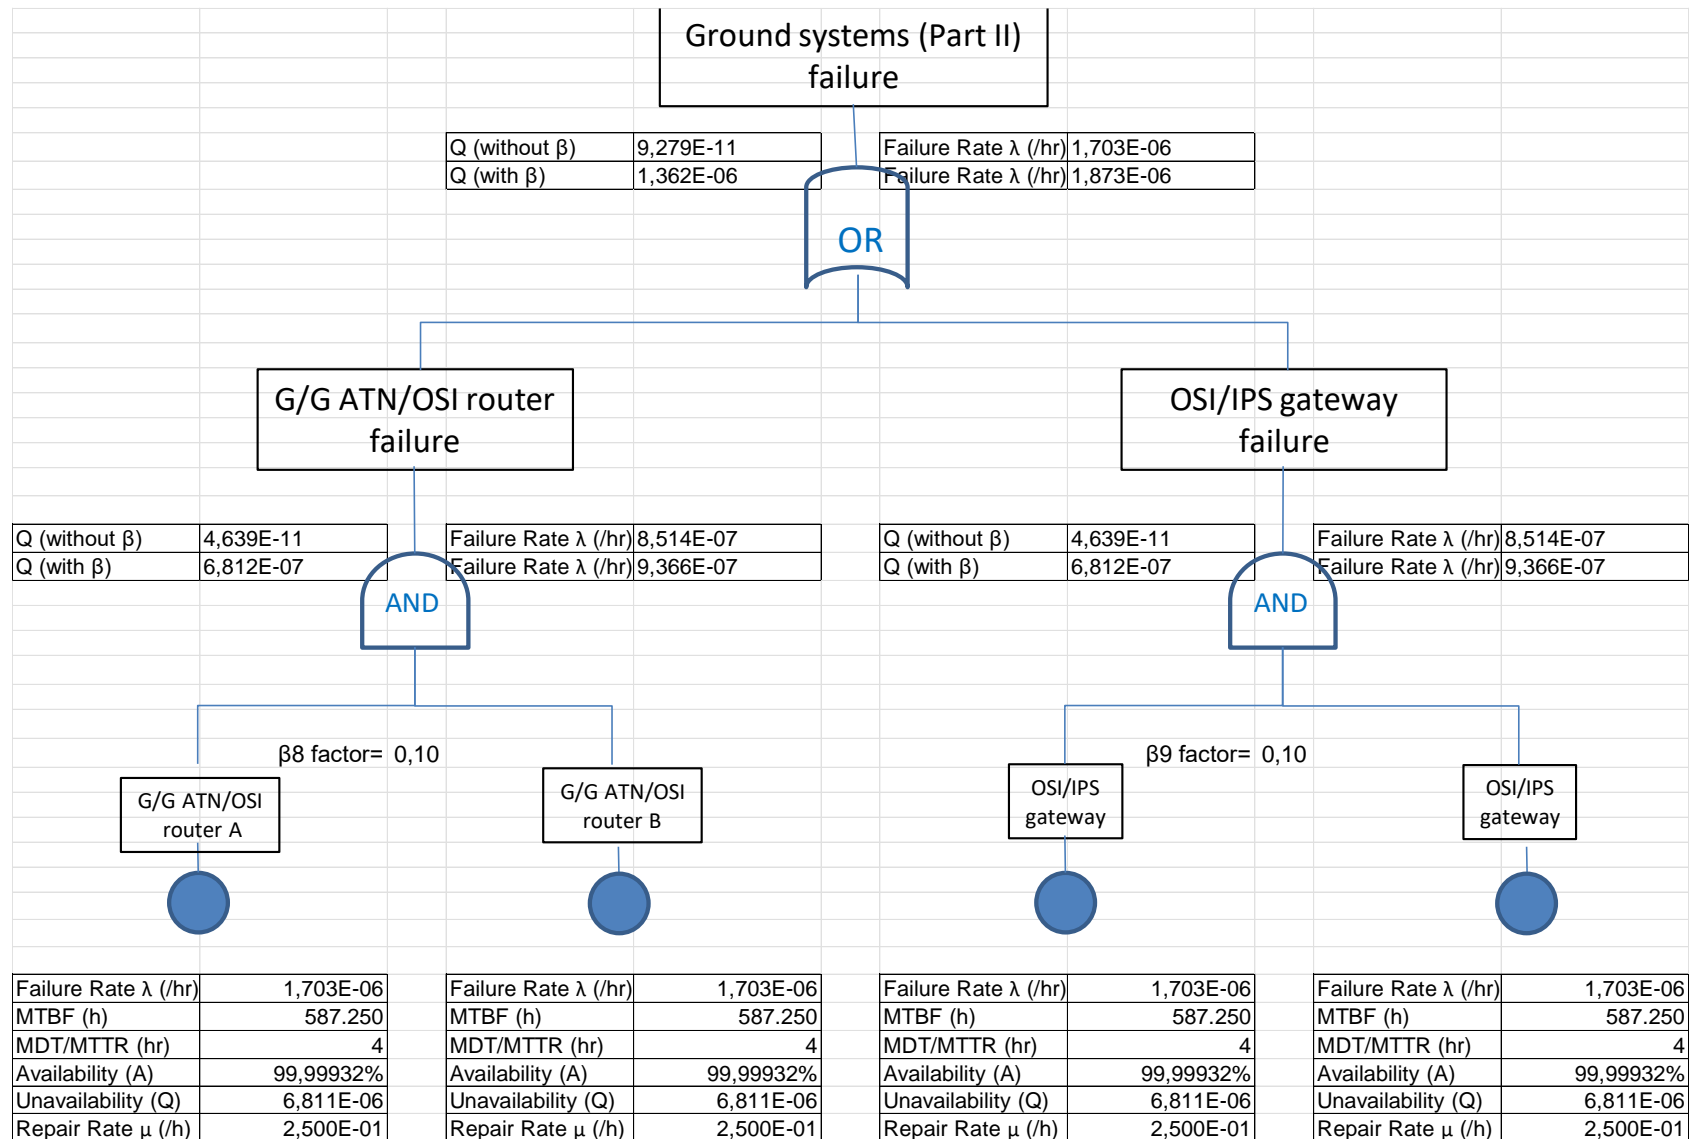 Ground systems (Part II)
failure
Q (without β) 9,279E-11 Failure Rate λ (/hr) 1,703E-06
Q (with β) 1,362E-06 Failure Rate λ (/hr) 1,873E-06
OR
G/G ATN/OSI router
failure
OSI/IPS gateway
failure
Q (without β) 4,639E-11 Failure Rate λ (/hr) 8,514E-07 Q (without β) 4,639E-11 Failure Rate λ (/hr) 8,514E-07
Q (with β) 6,812E-07 Failure Rate λ (/hr) 9,366E-07 Q (with β) 6,812E-07 Failure Rate λ (/hr) 9,366E-07
AND AND
β8 factor= 0,10 β9 factor= 0,10
G/G ATN/OSI
router A
G/G ATN/OSI
router B
OSI/IPS
gateway
OSI/IPS
gateway
Failure Rate λ (/hr) 1,703E-06 Failure Rate λ (/hr) 1,703E-06 Failure Rate λ (/hr) 1,703E-06 Failure Rate λ (/hr) 1,703E-06
MTBF (h) 587.250 MTBF (h) 587.250 MTBF (h) 587.250 MTBF (h) 587.250
MDT/MTTR (hr) 4 MDT/MTTR (hr) 4 MDT/MTTR (hr) 4 MDT/MTTR (hr) 4
Availability (A) 99,99932% Availability (A) 99,99932% Availability (A) 99,99932% Availability (A) 99,99932%
Unavailability (Q) 6,811E-06 Unavailability (Q) 6,811E-06 Unavailability (Q) 6,811E-06 Unavailability (Q) 6,811E-06
Repair Rate µ (/h) 2,500E-01 Repair Rate µ (/h) 2,500E-01 Repair Rate µ (/h) 2,500E-01 Repair Rate µ (/h) 2,500E-01